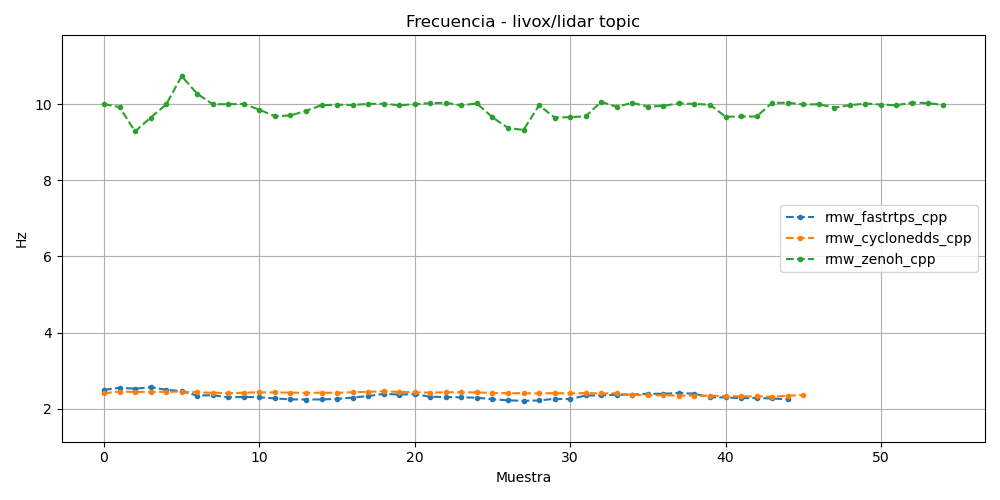 Frecuencia - livox/lidar topic
Hz
10
8
6
4
2
rmw_fastrtps_cpp
rmw_cyclonedds_cpp
rmw_zenoh_cpp
0 10 20 30 40 50
Muestra